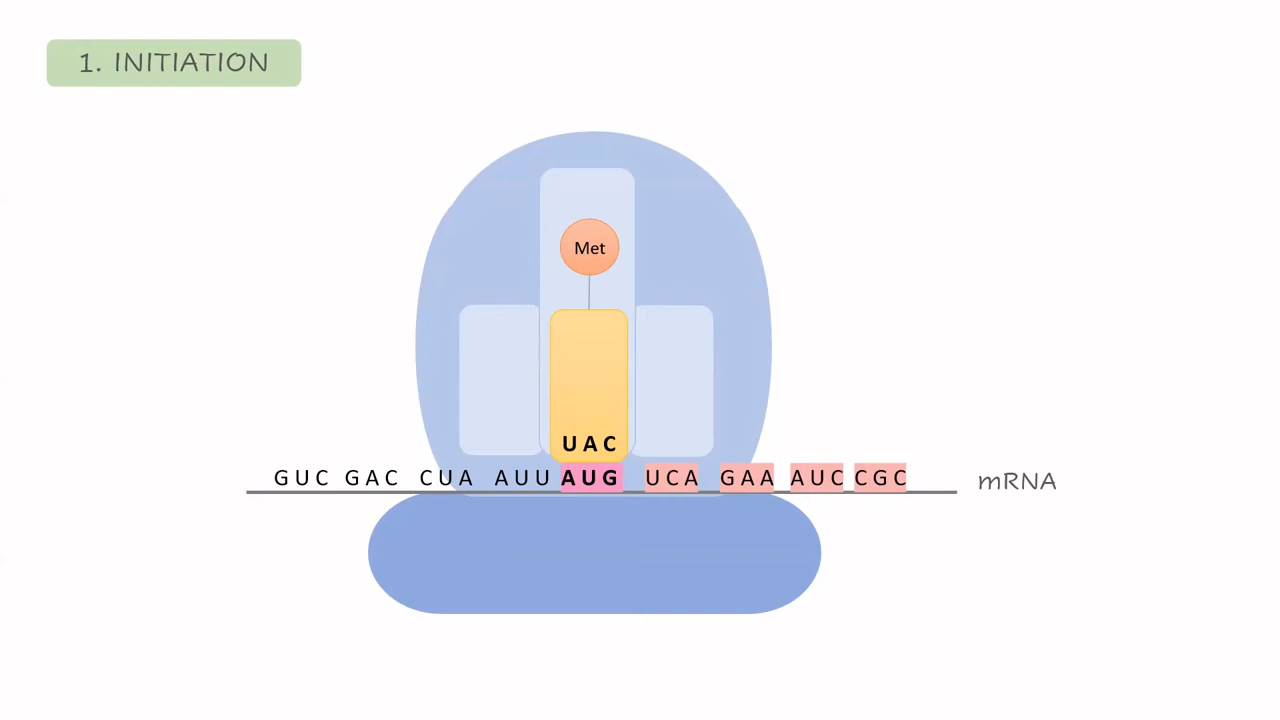 1. INITIATION
Met
UAC
GUC GAC CUA AUU AUG UCA GAA AUC CGC mRNA